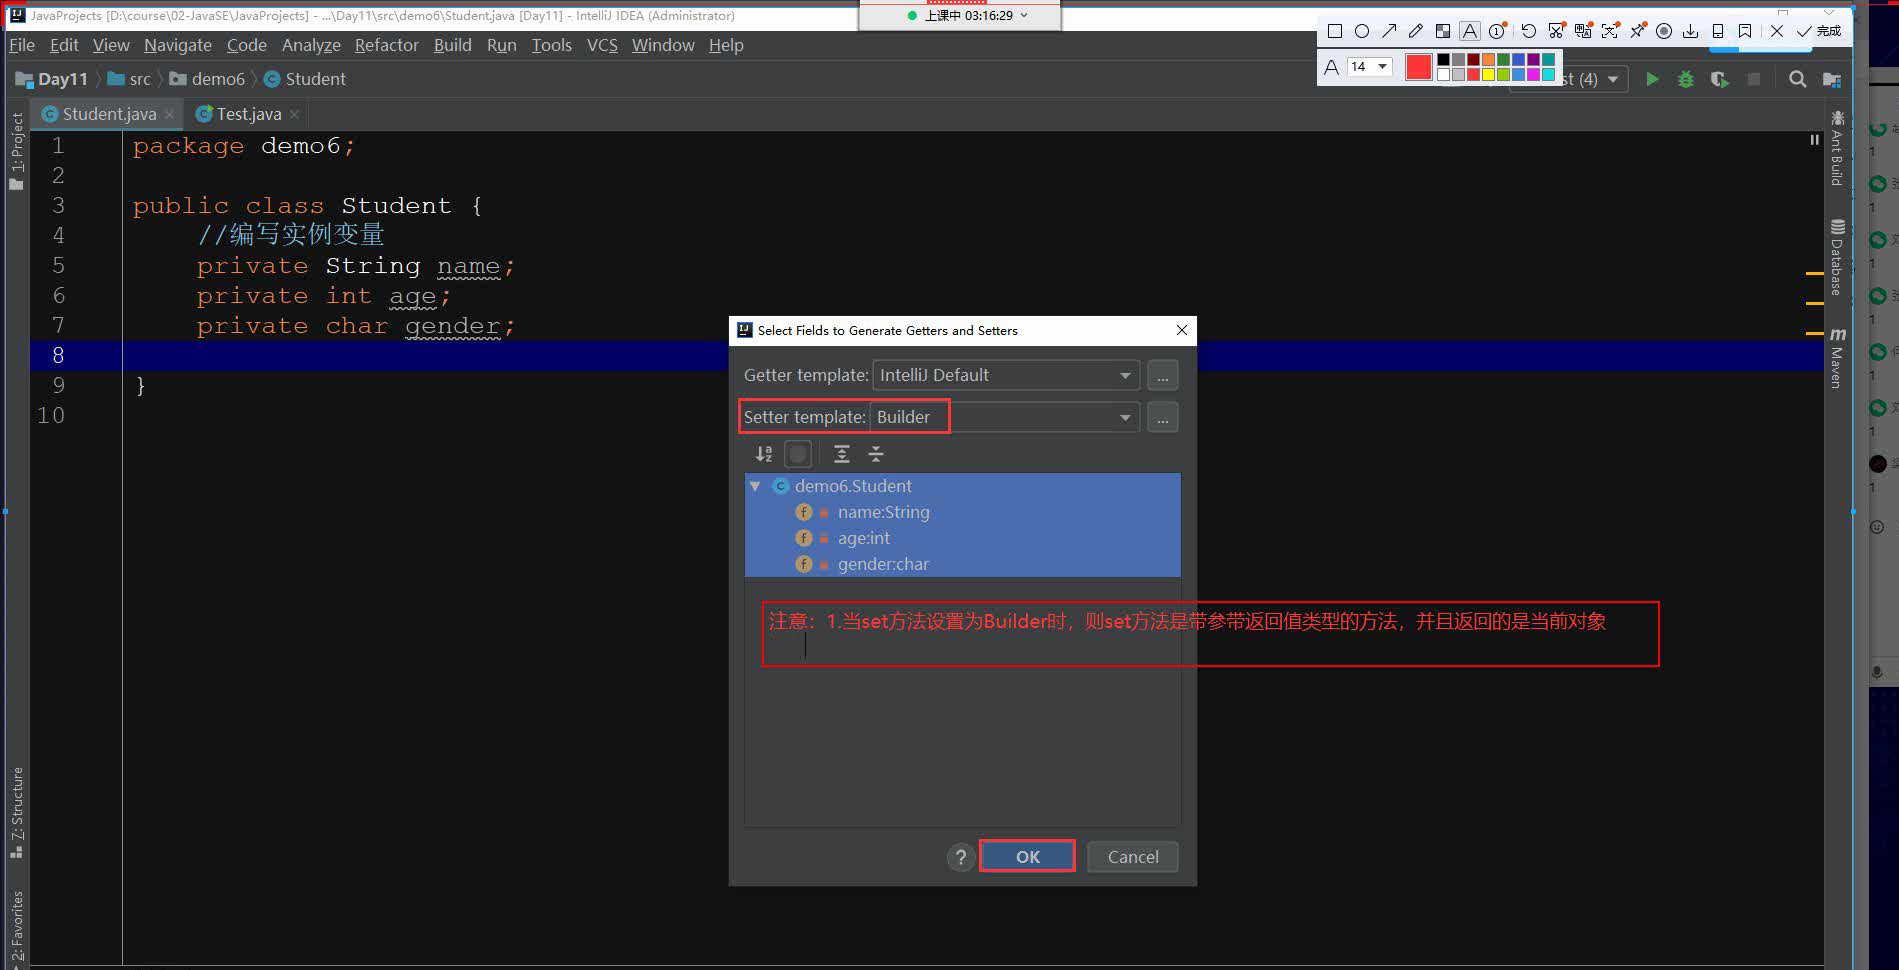 JavaProjects [D:\course\02-JavaSE\JavaProjects] - ...\Day11\src\demo6\Student.java [Day11] - IntelliJ IDEA (Administrator)
上课中 03:16:29
File Edit View Navigate Code Analyze Refactor Build Run Tools VCS Window Help
完成
A 14
Day11 src demo6 Student
st (4)
Student.java Test.java
1 package demo6;
2
3 public class Student {
4 //编写实例变量
5 private String name;
6 private int age;
7 private char gender;
8
9 }
10
1: Project
7: Structure
2: Favorites
Ant Build
Database
Maven
Select Fields to Generate Getters and Setters
Getter template: IntelliJ Default ...
Setter template: Builder ...
demo6.Student
name:String
age:int
gender:char
注意：1.当set方法设置为Builder时，则set方法是带参带返回值类型的方法，并且返回的是当前对象
? OK Cancel